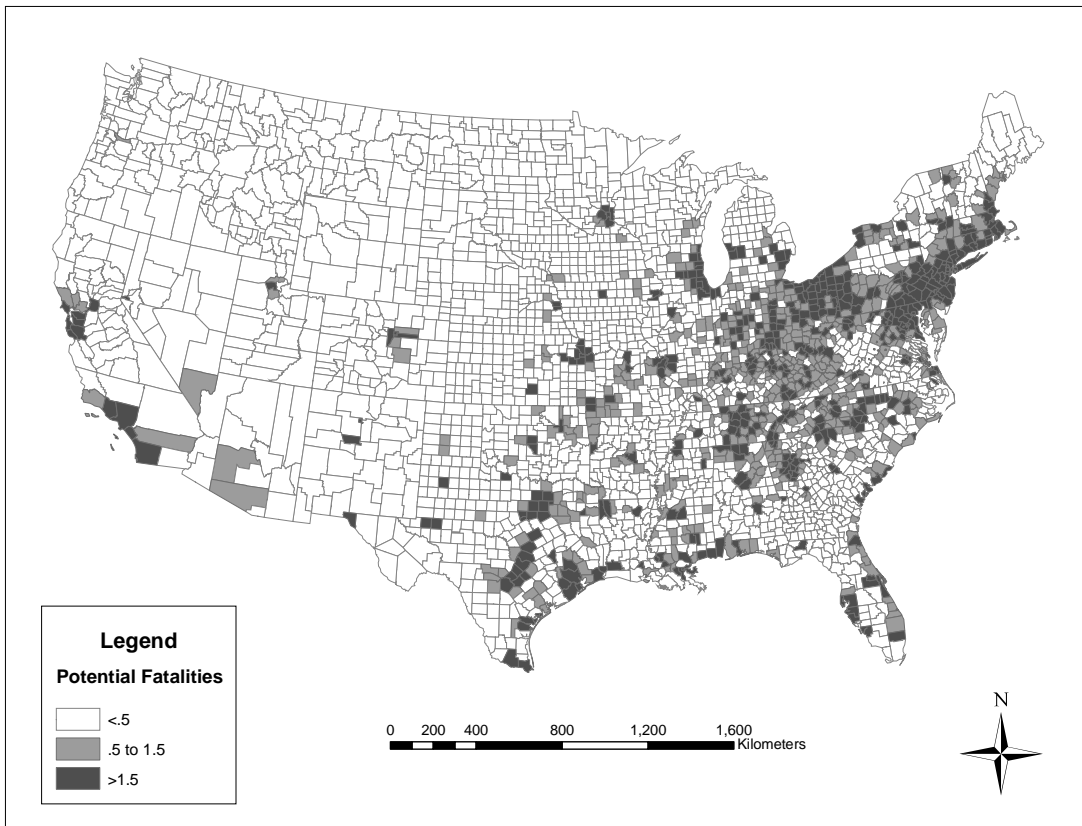 Legend
Potential Fatalities
<.5
.5 to 1.5
>1.5
0 200 400 800 1,200 1,600
Kilometers
N